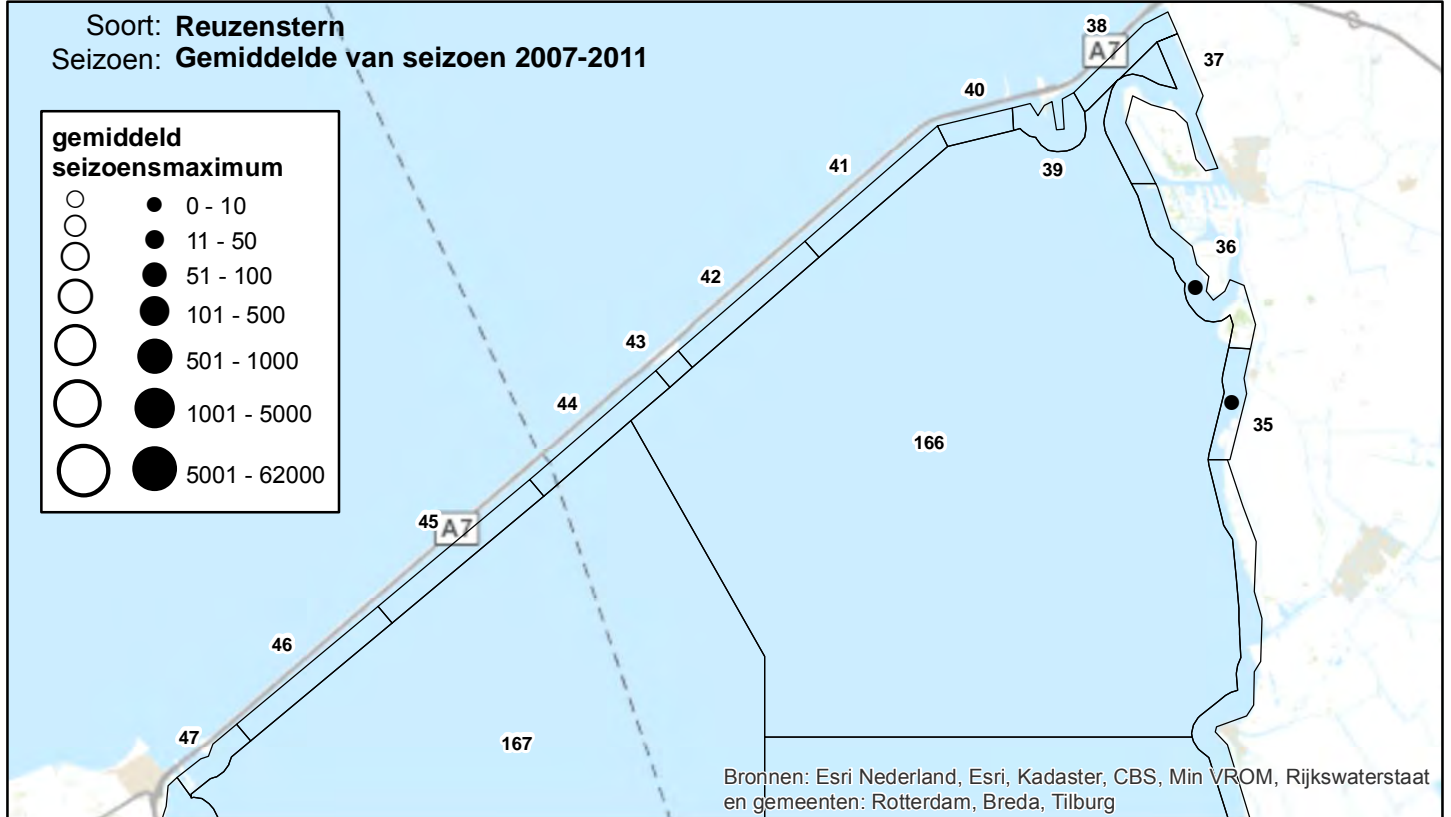 Soort: Reuzenstern
Seizoen: Gemiddelde van seizoen 2007-2011
gemiddeld
seizoensmaximum
0 - 10
11 - 50
51 - 100
101 - 500
501 - 1000
1001 - 5000
5001 - 62000
38
A7
37
40
41
39
36
42
43
44
35
166
45
A7
46
47
167
Bronnen: Esri Nederland, Esri, Kadaster, CBS, Min VROM, Rijkswaterstaat
en gemeenten: Rotterdam, Breda, Tilburg